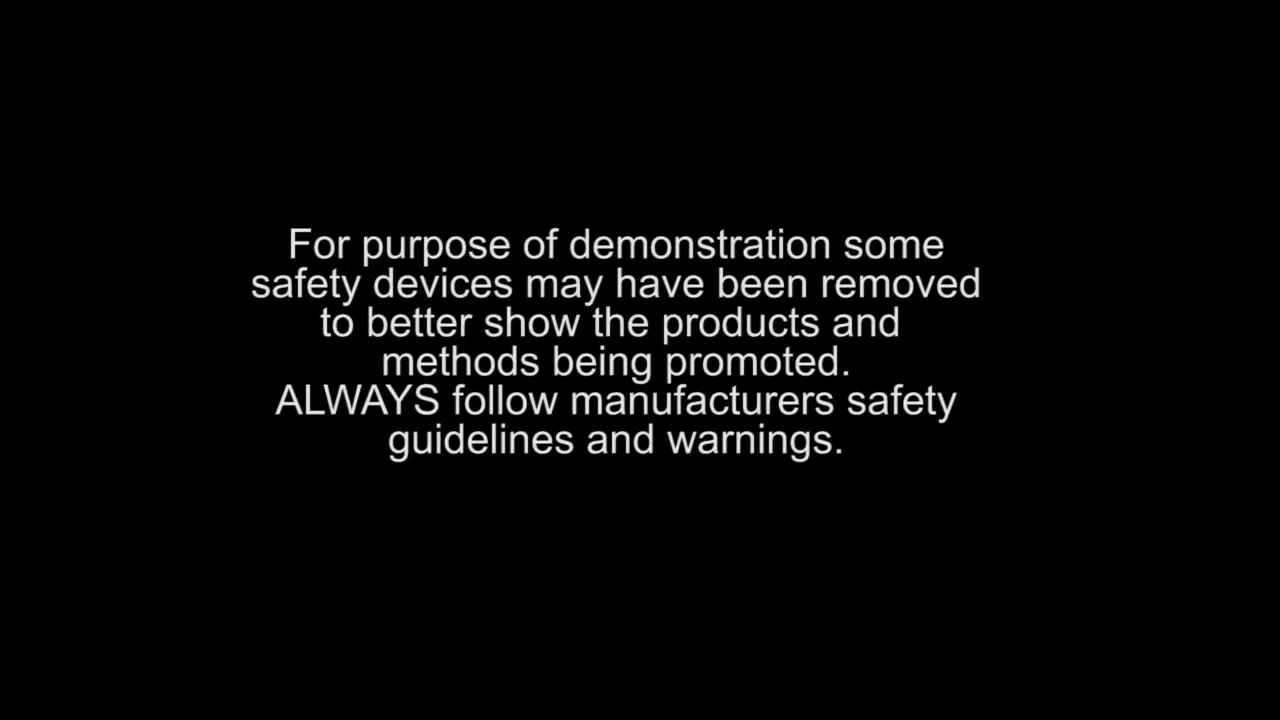 For purpose of demonstration some
safety devices may have been removed
to better show the products and
methods being promoted.
ALWAYS follow manufacturers safety
guidelines and warnings.